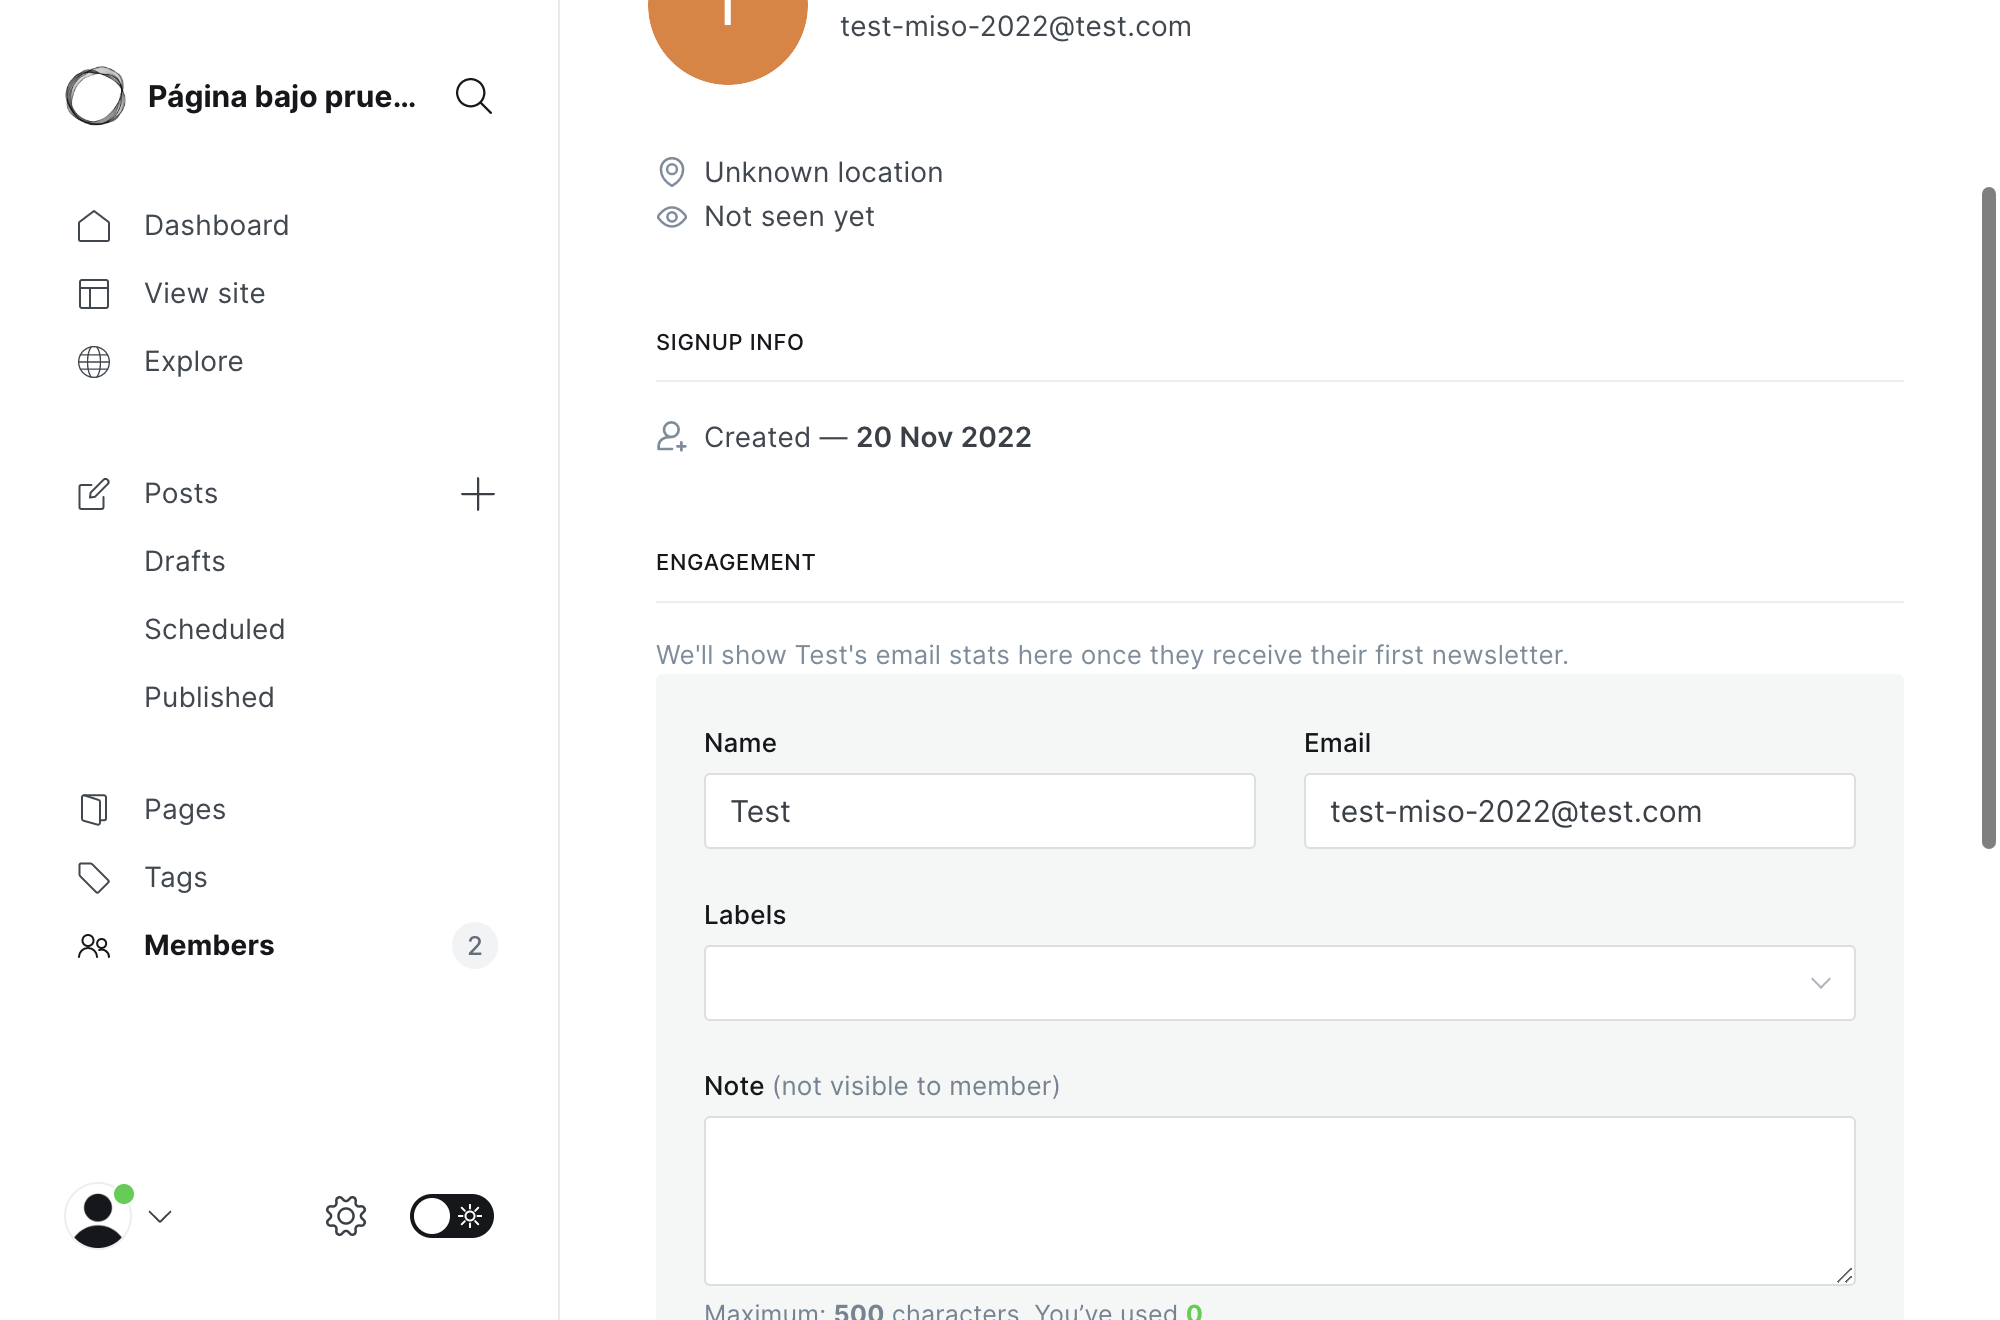 Página bajo prue...
Dashboard
View site
Explore
Posts
Drafts
Scheduled
Published
Pages
Tags
Members 2
test-miso-2022@test.com
Unknown location
Not seen yet
SIGNUP INFO
Created — 20 Nov 2022
ENGAGEMENT
We'll show Test's email stats here once they receive their first newsletter.
Name Email
Test test-miso-2022@test.com
Labels
Note (not visible to member)
Maximum: 500 characters. You've used 0